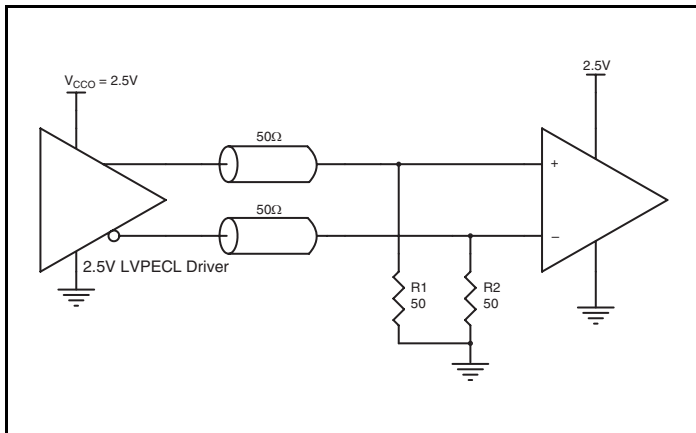 V_CCO = 2.5V
2.5V
50Ω
50Ω
+
−
2.5V LVPECL Driver
R1
50
R2
50